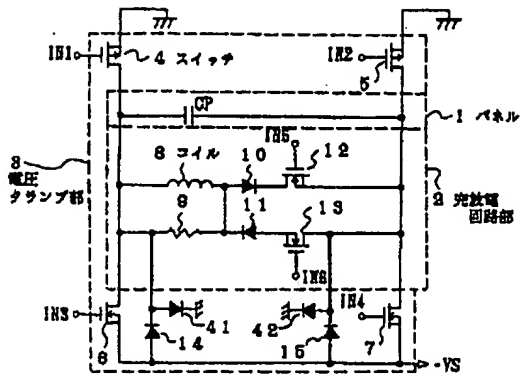 IN1
4 スイッチ
IN2
5
CP
1 パネル
IN5
3
電圧
クランプ部
8 コイル
10
12
2 充放電
回路部
9
11
13
IN6
IN3
6
41
14
42
15
IN4
7
-VS